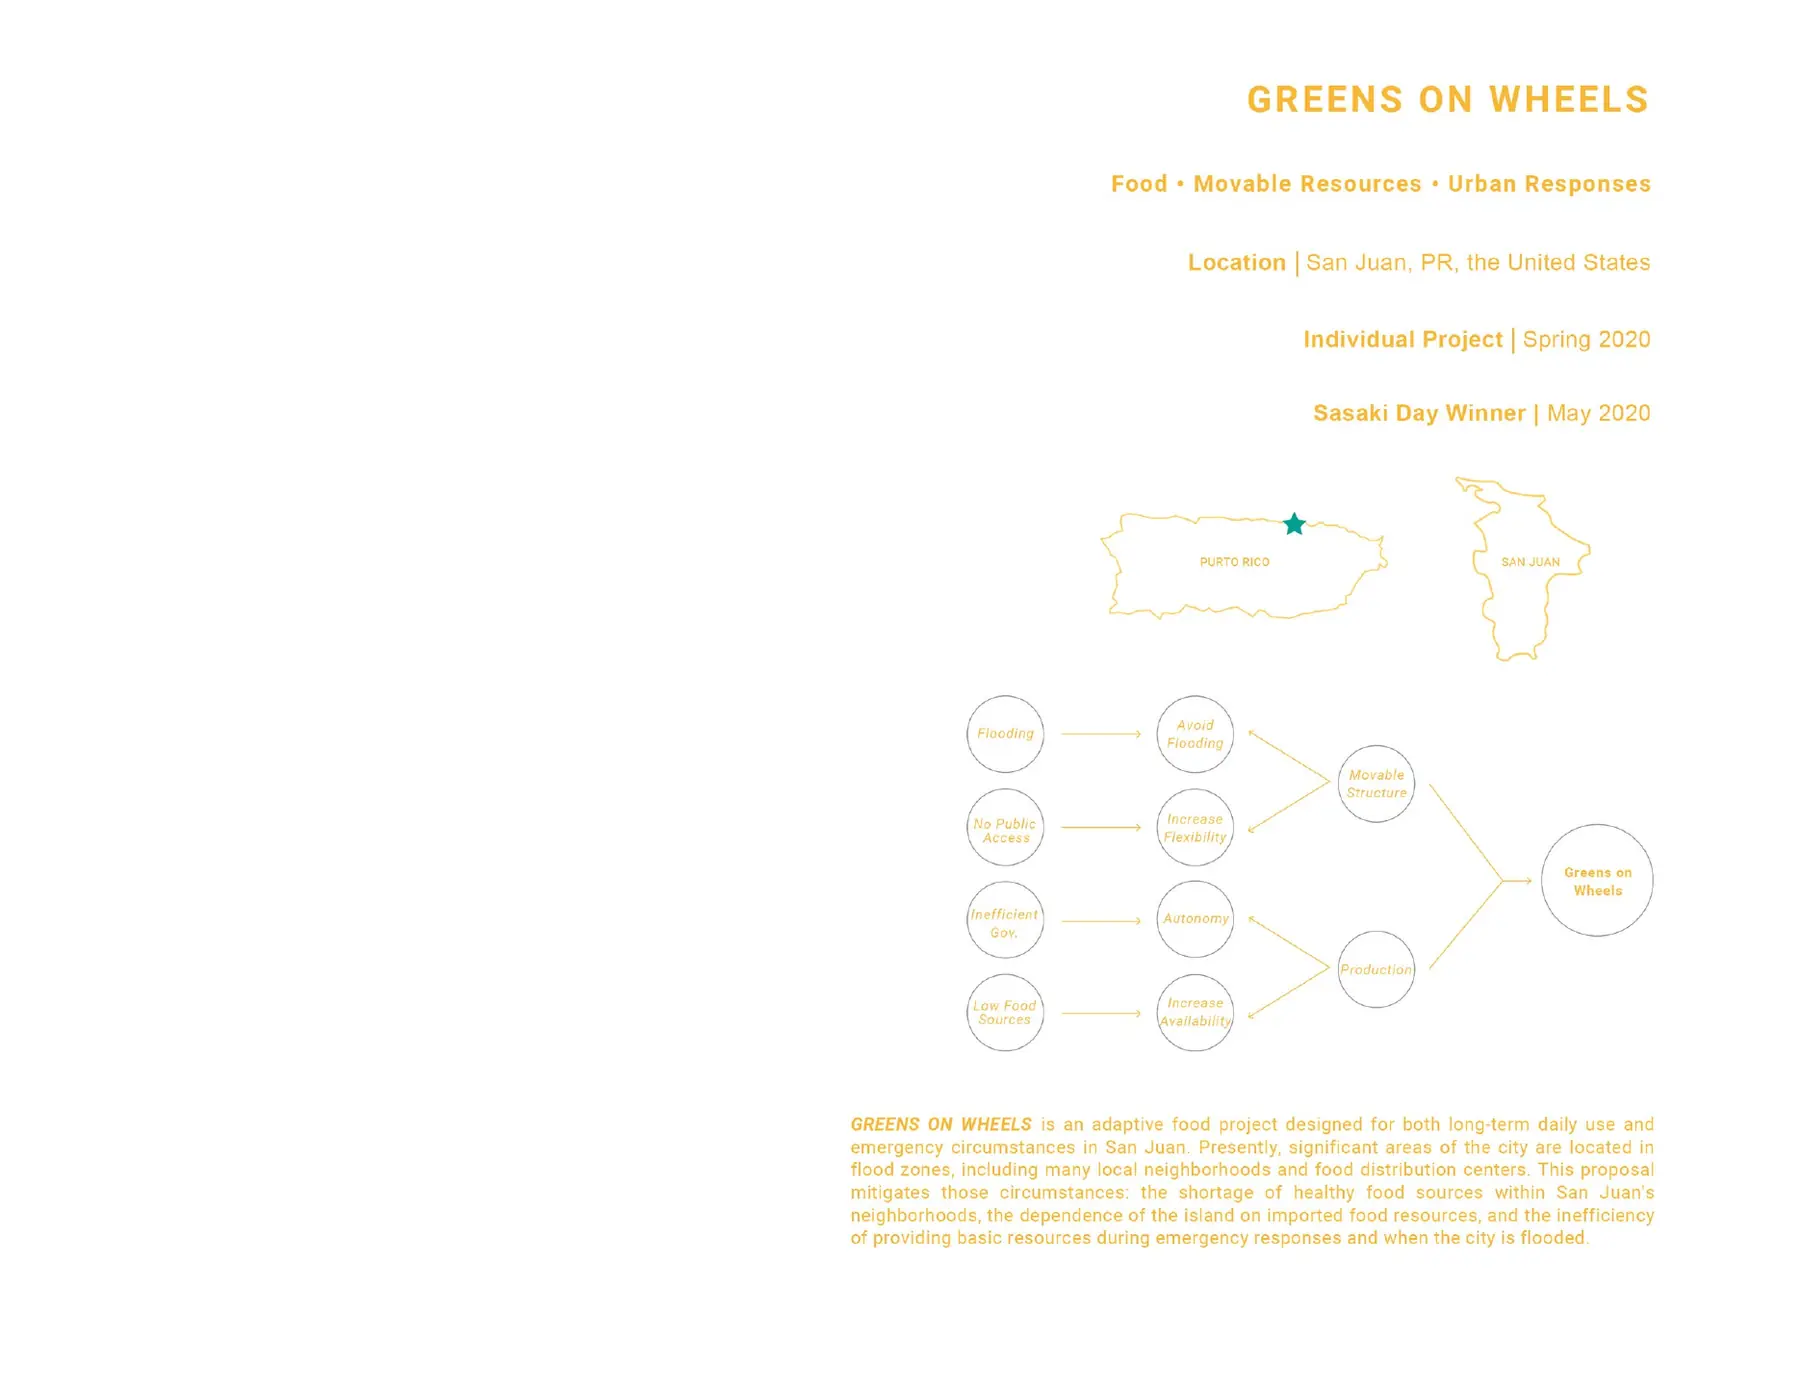 GREENS ON WHEELS
Food • Movable Resources • Urban Responses
Location | San Juan, PR, the United States
Individual Project | Spring 2020
Sasaki Day Winner | May 2020
PURTO RICO
SAN JUAN
Flooding
Avoid
Flooding
Movable
Structure
No Public
Access
Increase
Flexibility
Greens on
Wheels
Inefficient
Gov.
Autonomy
Production
Low Food
Sources
Increase
Availability
GREENS ON WHEELS is an adaptive food project designed for both long-term daily use and
emergency circumstances in San Juan. Presently, significant areas of the city are located in
flood zones, including many local neighborhoods and food distribution centers. This proposal
mitigates those circumstances: the shortage of healthy food sources within San Juan's
neighborhoods, the dependence of the island on imported food resources, and the inefficiency
of providing basic resources during emergency responses and when the city is flooded.